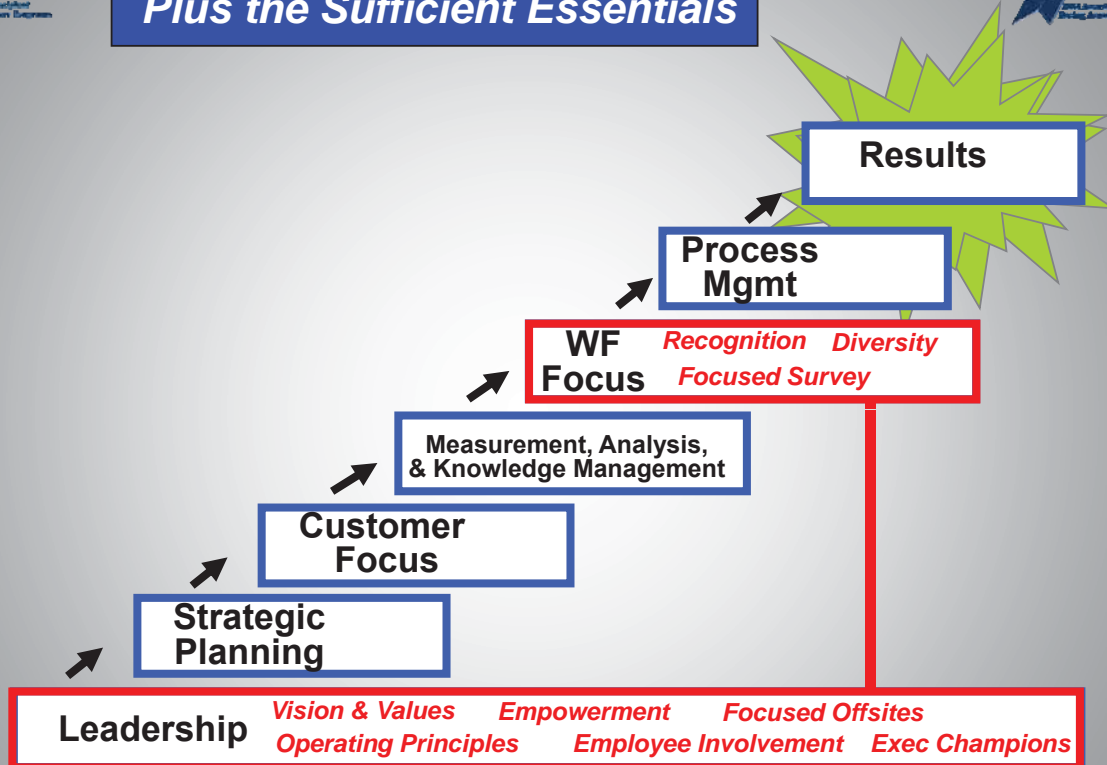 Plus the Sufficient Essentials
Results
Process
Mgmt
WF
Focus
Recognition Diversity
Focused Survey
Measurement, Analysis,
& Knowledge Management
Customer
Focus
Strategic
Planning
Leadership
Vision & Values Empowerment Focused Offsites
Operating Principles Employee Involvement Exec Champions